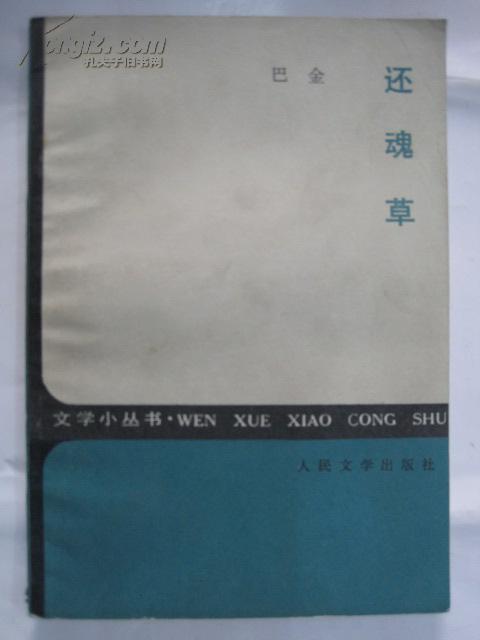 Kongfz.com
孔夫子旧书网
巴金
还魂草
文学小丛书·WEN XUE XIAO CONG SHU
人民文学出版社